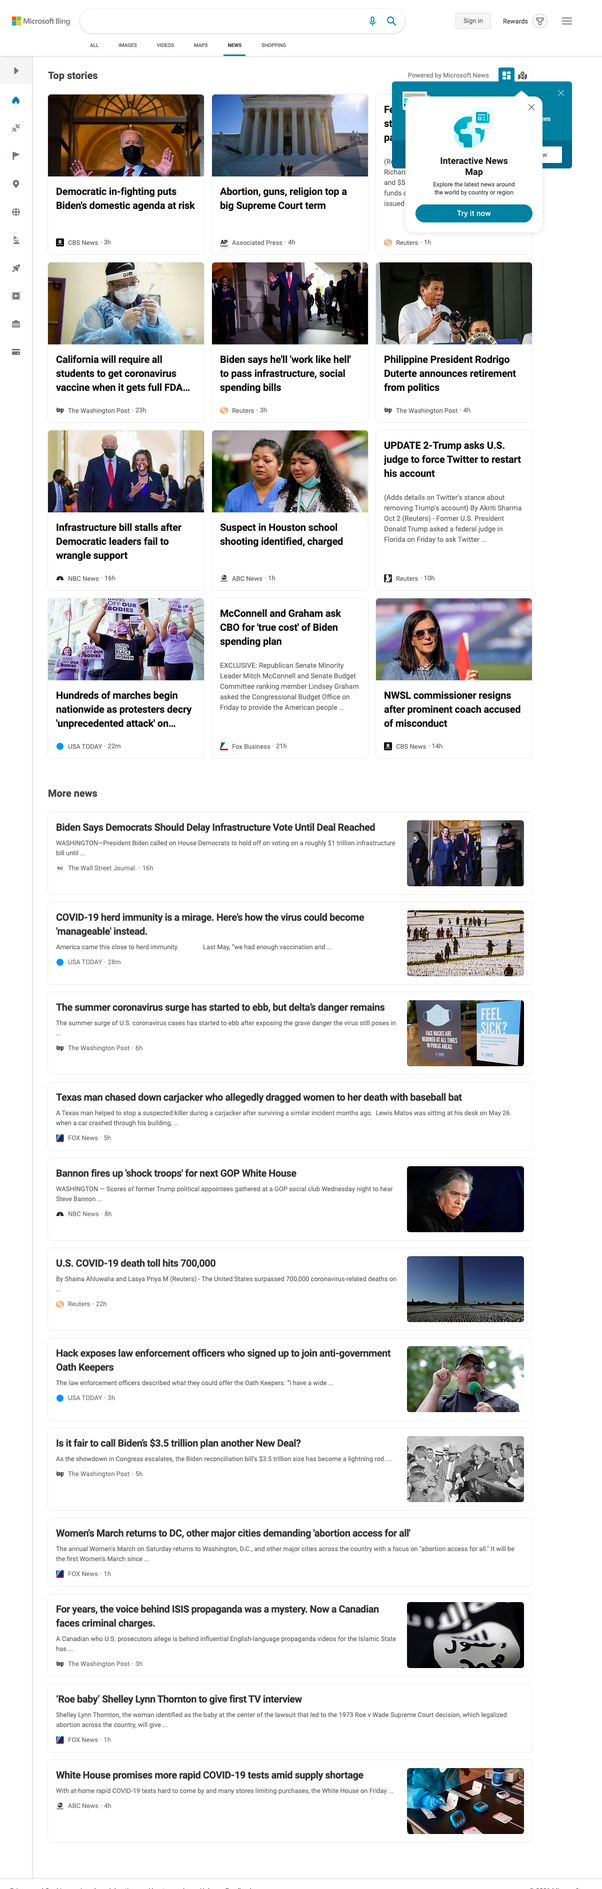 Microsoft Bing
Sign in
Rewards
ALL
IMAGES
VIDEOS
MAPS
NEWS
SHOPPING
Top stories
Powered by Microsoft News
Interactive News
Map
Explore the latest news around
the world by country or region
Try it now
Democratic in-fighting puts
Biden's domestic agenda at risk
CBS News · 3h
Abortion, guns, religion top a
big Supreme Court term
Associated Press · 4h
Reuters · 1h
California will require all
students to get coronavirus
vaccine when it gets full FDA...
The Washington Post · 23h
Biden says he'll 'work like hell'
to pass infrastructure, social
spending bills
Reuters · 3h
Philippine President Rodrigo
Duterte announces retirement
from politics
The Washington Post · 4h
Infrastructure bill stalls after
Democratic leaders fail to
wrangle support
NBC News · 16h
Suspect in Houston school
shooting identified, charged
ABC News · 1h
UPDATE 2-Trump asks U.S.
judge to force Twitter to restart
his account
(Adds details on Twitter's stance about
removing Trump's account) By Akriti Sharma
Oct 2 (Reuters) - Former U.S. President
Donald Trump asked a federal judge in
Florida on Friday to ask Twitter ...
Reuters · 10h
Hundreds of marches begin
nationwide as protesters decry
'unprecedented attack' on...
USA TODAY · 22m
McConnell and Graham ask
CBO for 'true cost' of Biden
spending plan
EXCLUSIVE: Republican Senate Minority
Leader Mitch McConnell and Senate Budget
Committee ranking member Lindsey Graham
asked the Congressional Budget Office on
Friday to provide the American people ...
Fox Business · 21h
NWSL commissioner resigns
after prominent coach accused
of misconduct
CBS News · 14h
More news
Biden Says Democrats Should Delay Infrastructure Vote Until Deal Reached
WASHINGTON—President Biden called on House Democrats to hold off on voting on a roughly $1 trillion infrastructure
bill until ...
The Wall Street Journal. · 16h
COVID-19 herd immunity is a mirage. Here's how the virus could become
'manageable' instead.
America came this close to herd immunity. Last May, "we had enough vaccination and ...
USA TODAY · 28m
The summer coronavirus surge has started to ebb, but delta's danger remains
The summer surge of U.S. coronavirus cases has started to ebb after exposing the grave danger the virus still poses in
...
The Washington Post · 6h
FACE MASKS ARE
REQUIRED AT ALL TIMES
IN PUBLIC AREAS
FEEL
SICK?
Texas man chased down carjacker who allegedly dragged women to her death with baseball bat
A Texas man helped to stop a suspected killer during a carjacker after surviving a similar incident months ago. Lewis Matos was sitting at his desk on May 26
when a car crashed through his building, ...
FOX News · 5h
Bannon fires up 'shock troops' for next GOP White House
WASHINGTON — Scores of former Trump political appointees gathered at a GOP social club Wednesday night to hear
Steve Bannon ...
NBC News · 8h
U.S. COVID-19 death toll hits 700,000
By Shaina Ahluwalia and Lasya Priya M (Reuters) - The United States surpassed 700,000 coronavirus-related deaths on
...
Reuters · 22h
Hack exposes law enforcement officers who signed up to join anti-government
Oath Keepers
The law enforcement officers described what they could offer the Oath Keepers: "I have a wide ...
USA TODAY · 3h
Is it fair to call Biden's $3.5 trillion plan another New Deal?
As the showdown in Congress escalates, the Biden reconciliation bill's $3.5 trillion size has become a lightning rod. ...
The Washington Post · 5h
Women's March returns to DC, other major cities demanding 'abortion access for all'
The annual Women's March on Saturday returns to Washington, D.C., and other major cities across the country with a focus on "abortion access for all." It will be
the first Women's March since ...
FOX News · 1h
For years, the voice behind ISIS propaganda was a mystery. Now a Canadian
faces criminal charges.
A Canadian who U.S. prosecutors allege is behind influential English-language propaganda videos for the Islamic State
has ...
The Washington Post · 3h
'Roe baby' Shelley Lynn Thornton to give first TV interview
Shelley Lynn Thornton, the woman identified as the baby at the center of the lawsuit that led to the 1973 Roe v Wade Supreme Court decision, which legalized
abortion across the country, will give ...
FOX News · 1h
White House promises more rapid COVID-19 tests amid supply shortage
With at-home rapid COVID-19 tests hard to come by and many stores limiting purchases, the White House on Friday ...
ABC News · 4h